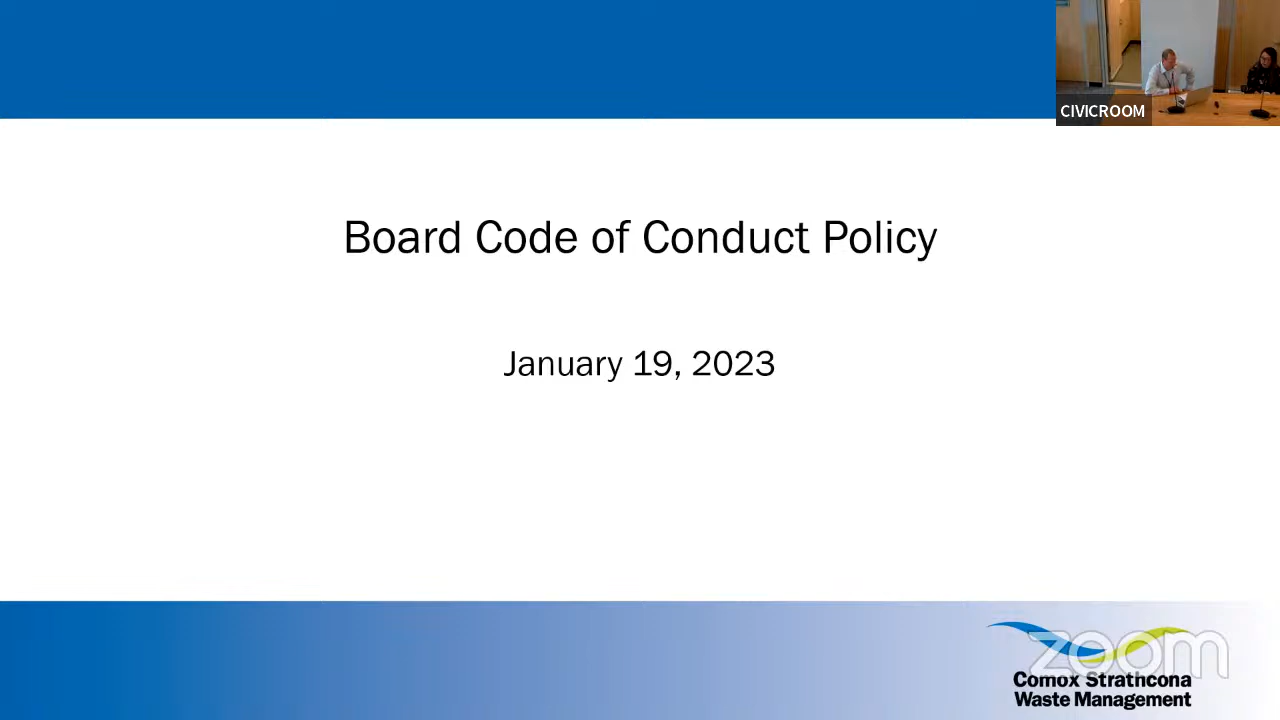 CIVICROOM
Board Code of Conduct Policy
January 19, 2023
zoom
Comox Strathcona
Waste Management